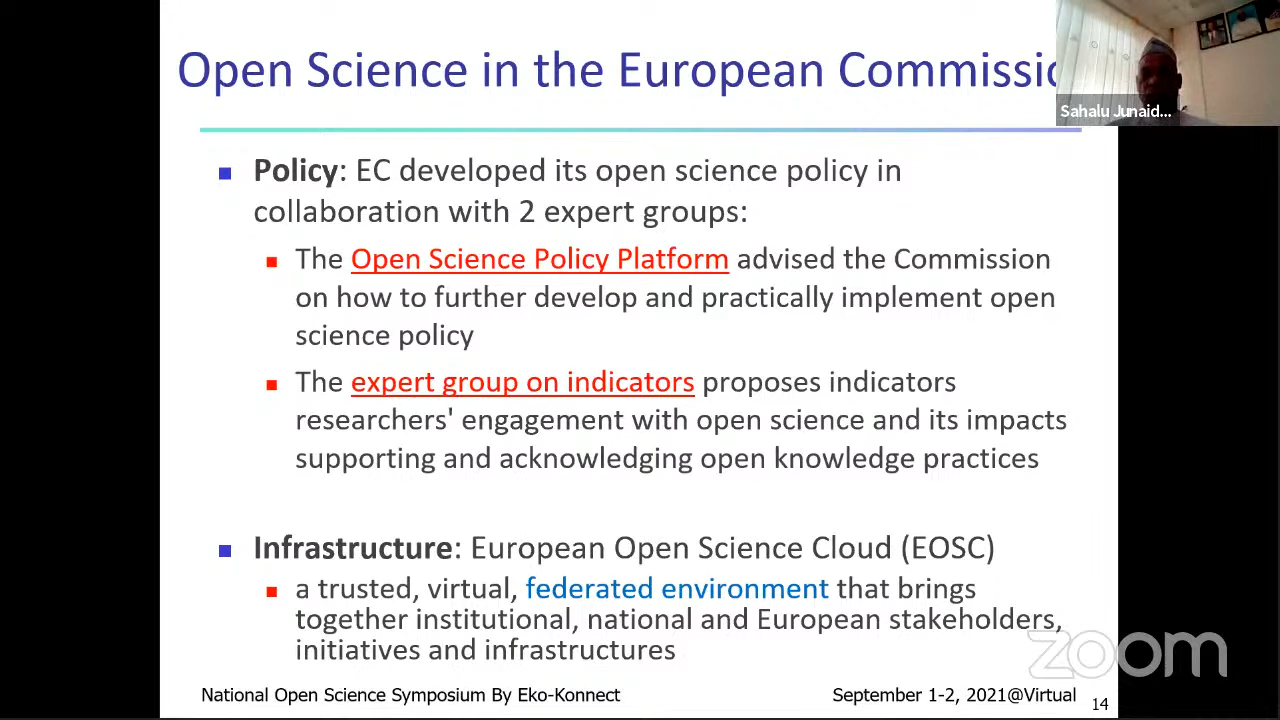 Open Science in the European Commissio
Sahalu Junaid...
Policy: EC developed its open science policy in
collaboration with 2 expert groups:
The Open Science Policy Platform advised the Commission
on how to further develop and practically implement open
science policy
The expert group on indicators proposes indicators
researchers' engagement with open science and its impacts
supporting and acknowledging open knowledge practices
Infrastructure: European Open Science Cloud (EOSC)
a trusted, virtual, federated environment that brings
together institutional, national and European stakeholders,
initiatives and infrastructures
zoom
National Open Science Symposium By Eko-Konnect
September 1-2, 2021@Virtual
14